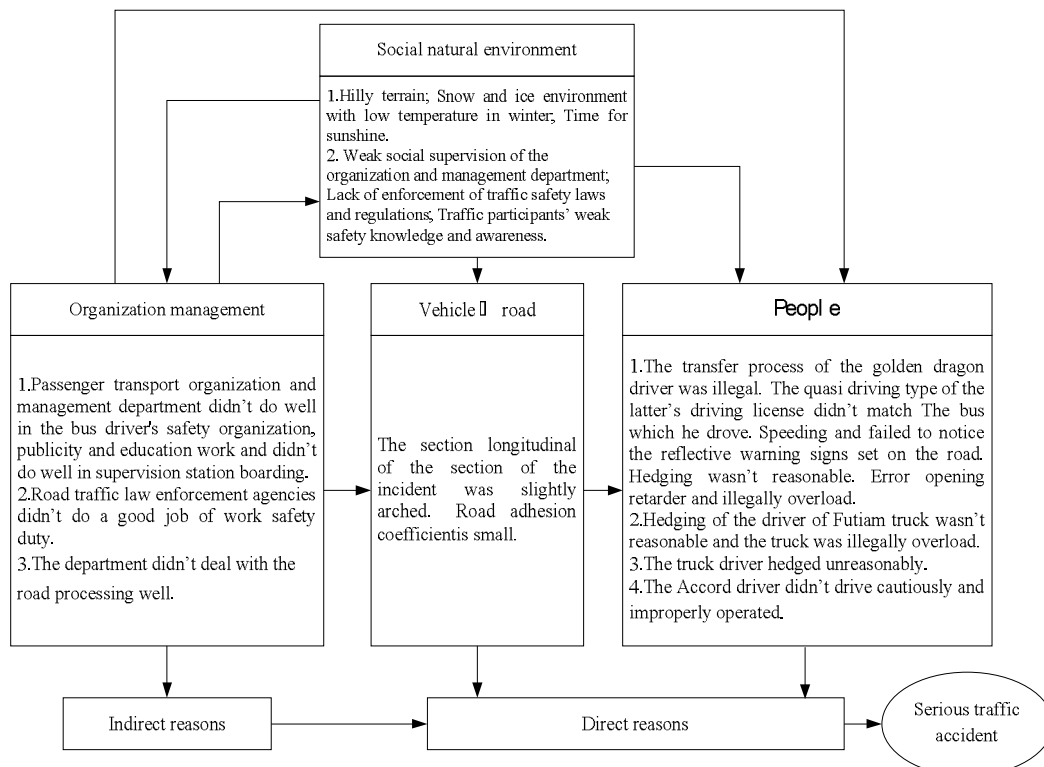 Social natural environment
1.Hilly terrain; Snow and ice environment
with low temperature in winter; Time for
sunshine.
2. Weak social supervision of the
organization and management department;
Lack of enforcement of traffic safety laws
and regulations; Traffic participants’ weak
safety knowledge and awareness.
Organization management
1.Passenger transport organization and
management department didn’t do well
in the bus driver's safety organization,
publicity and education work and didn’t
do well in supervision station boarding.
2.Road traffic law enforcement agencies
didn’t do a good job of work safety
duty.
3.The department didn’t deal with the
road processing well.
Vehicle▯ road
The section longitudinal
of the section of the
incident was slightly
arched. Road adhesion
coefficientis small.
People
1.The transfer process of the golden dragon
driver was illegal. The quasi driving type of the
latter’s driving license didn’t match The bus
which he drove. Speeding and failed to notice
the reflective warning signs set on the road.
Hedging wasn’t reasonable. Error opening
retarder and illegally overload.
2.Hedging of the driver of Futiam truck wasn’t
reasonable and the truck was illegally overload.
3.The truck driver hedged unreasonably.
4.The Accord driver didn’t drive cautiously and
improperly operated.
Indirect reasons
Direct reasons
Serious traffic
accident